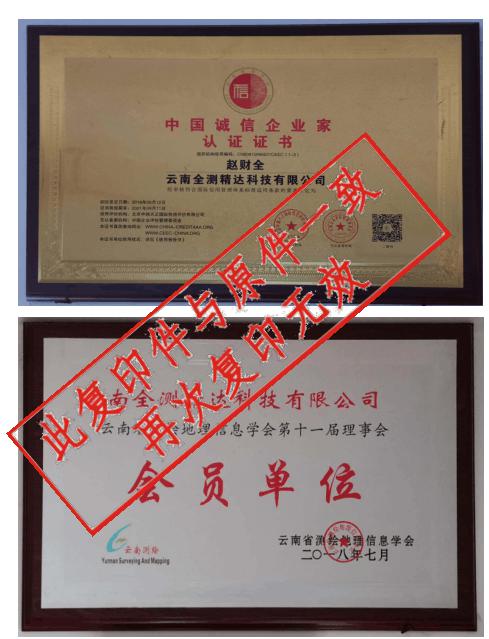 信
中国诚信企业家
认证证书
赵财全
云南全测精达科技有限公司
WWW.CHINA-CREDITAAA.ORG
WWW.CEEC-CHINA.ORG
此复印件与原件一致
再次复印无效
南全测 达科技有限公司
云南 绘地理信息学会第十一届理事会
会员单位
云南测绘
Yunnan Surveying And Mapping
云南省测绘地理信息学会
二〇一八年七月